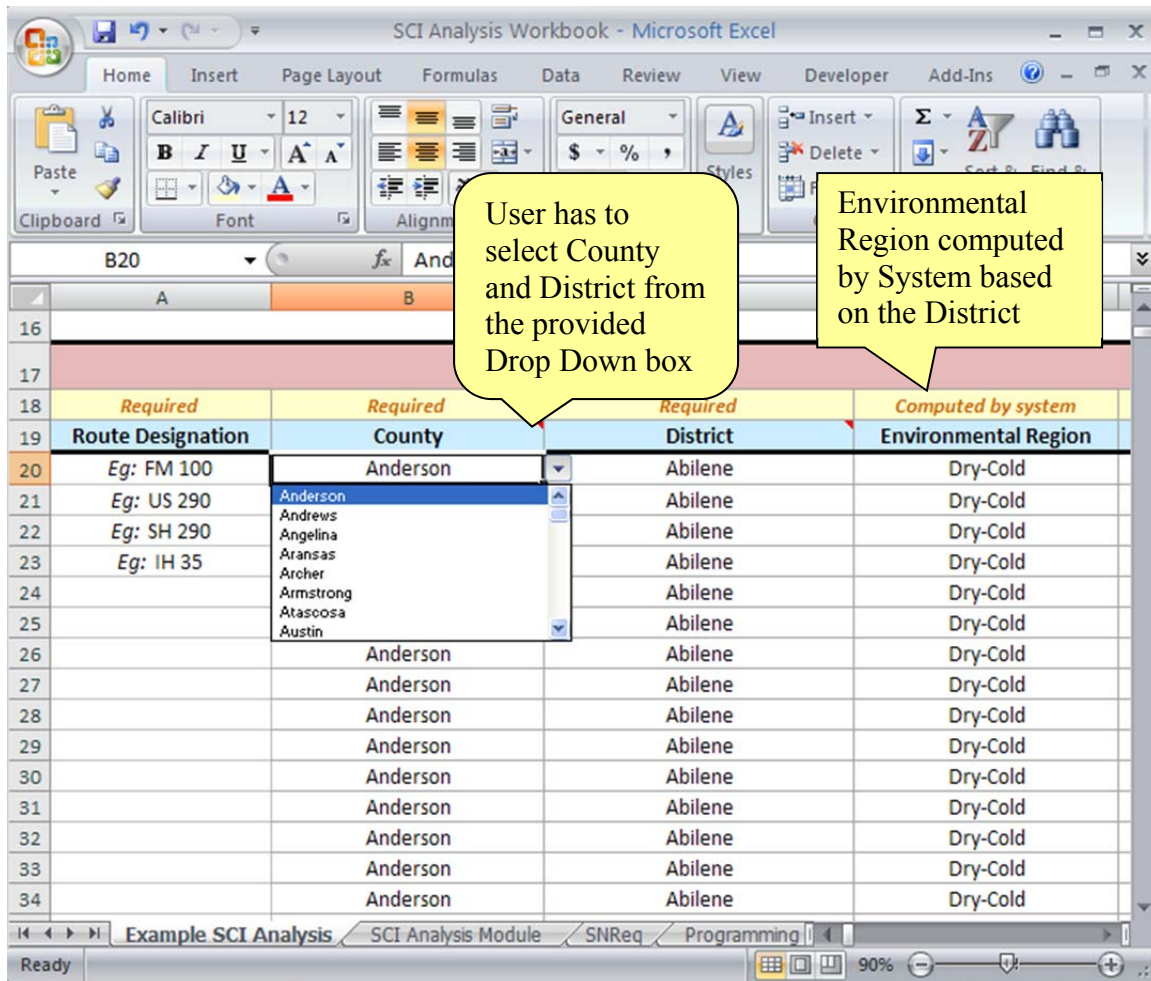 SCI Analysis Workbook - Microsoft Excel
Home Insert Page Layout Formulas Data Review View Developer Add-Ins
Calibri 12 General Insert Σ
Paste B I U A A $ % , Styles Delete Sort & Find &
Clipboard Font Alignm
User has to
select County
and District from
the provided
Drop Down box
Environmental
Region computed
by System based
on the District
B20 fx And
A B
16
17
18 Required Required Required Computed by system
19 Route Designation County District Environmental Region
20 Eg: FM 100 Anderson Abilene Dry-Cold
21 Eg: US 290 Abilene Dry-Cold
22 Eg: SH 290 Abilene Dry-Cold
23 Eg: IH 35 Abilene Dry-Cold
24 Abilene Dry-Cold
25 Abilene Dry-Cold
Anderson
Andrews
Angelina
Aransas
Archer
Armstrong
Atascosa
Austin
26 Anderson Abilene Dry-Cold
27 Anderson Abilene Dry-Cold
28 Anderson Abilene Dry-Cold
29 Anderson Abilene Dry-Cold
30 Anderson Abilene Dry-Cold
31 Anderson Abilene Dry-Cold
32 Anderson Abilene Dry-Cold
33 Anderson Abilene Dry-Cold
34 Anderson Abilene Dry-Cold
Example SCI Analysis SCI Analysis Module SNReq Programming
Ready 90%